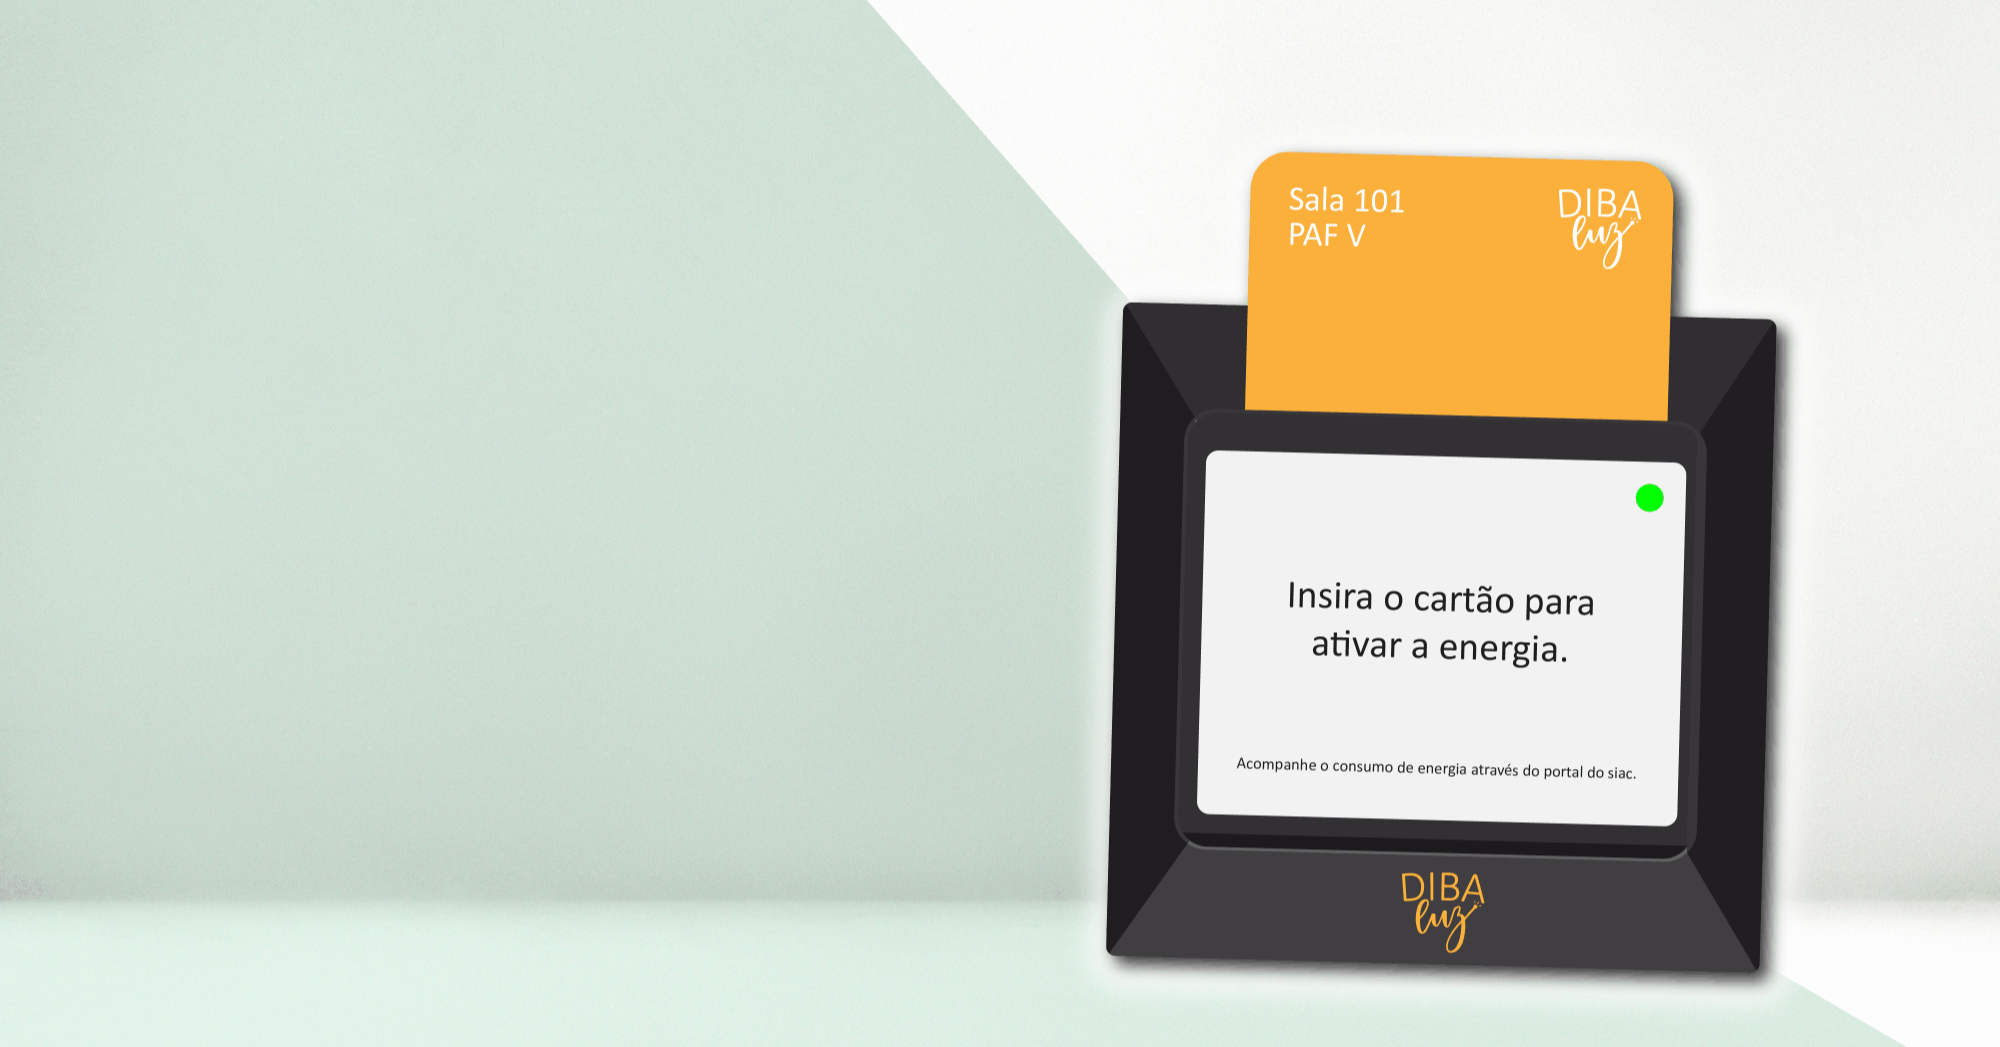 Sala 101
PAF V
DIBA
luz
Insira o cartão para
ativar a energia.
Acompanhe o consumo de energia através do portal do siac.
DIBA
luz